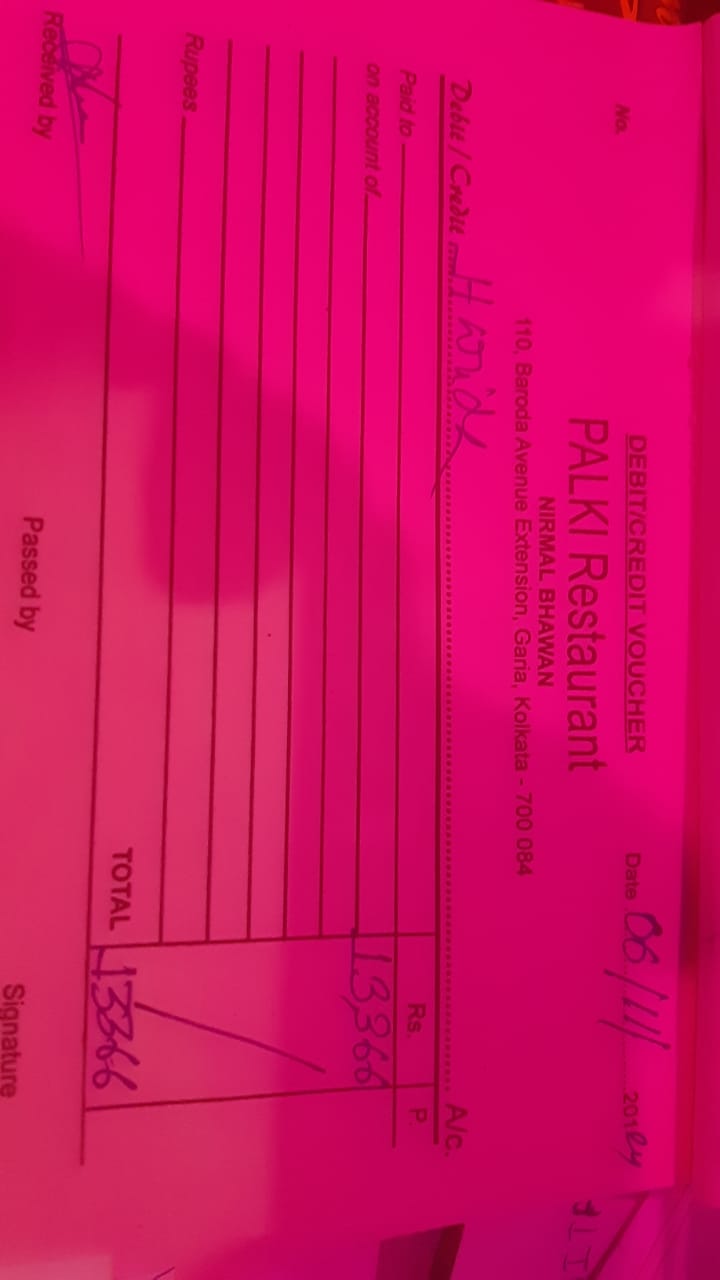 DEBIT/CREDIT VOUCHER
No. Date 06/11/ 2024
PALKI Restaurant
NIRMAL BHAWAN
110, Baroda Avenue Extension, Garia, Kolkata - 700 084
Debit / Credit A/c.
Paid to Rs. P.
on account of 13,366
Rupees
TOTAL 13366
Received by Passed by Signature